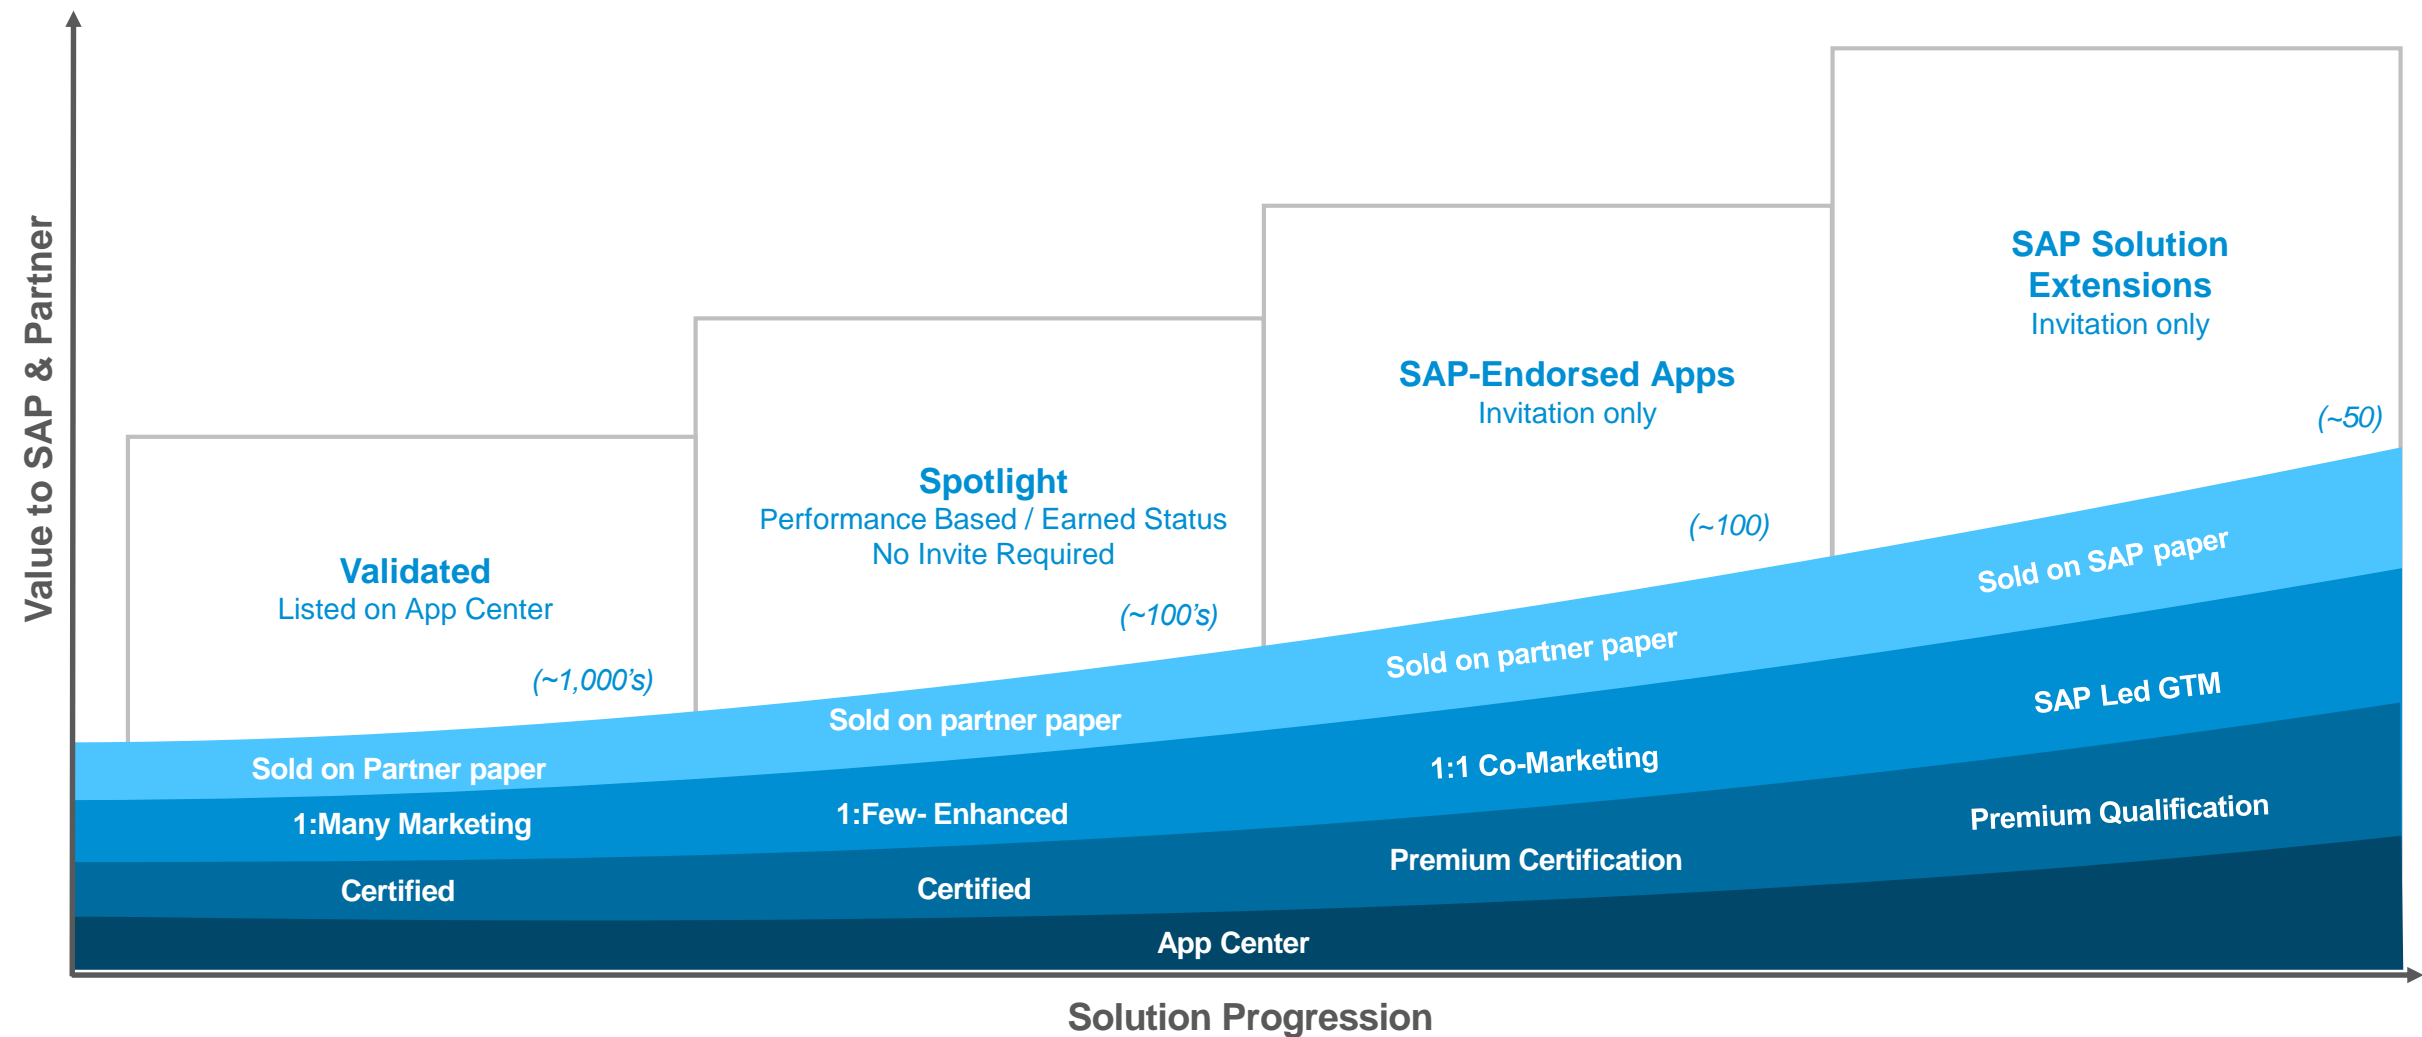 Value to SAP & Partner
Validated
Listed on App Center
(~1,000’s)
Spotlight
Performance Based / Earned Status
No Invite Required
(~100’s)
SAP-Endorsed Apps
Invitation only
(~100)
SAP Solution
Extensions
Invitation only
(~50)
Sold on Partner paper
Sold on partner paper
Sold on partner paper
Sold on SAP paper
1:Many Marketing
1:Few- Enhanced
1:1 Co-Marketing
SAP Led GTM
Certified
Certified
Premium Certification
Premium Qualification
App Center
Solution Progression